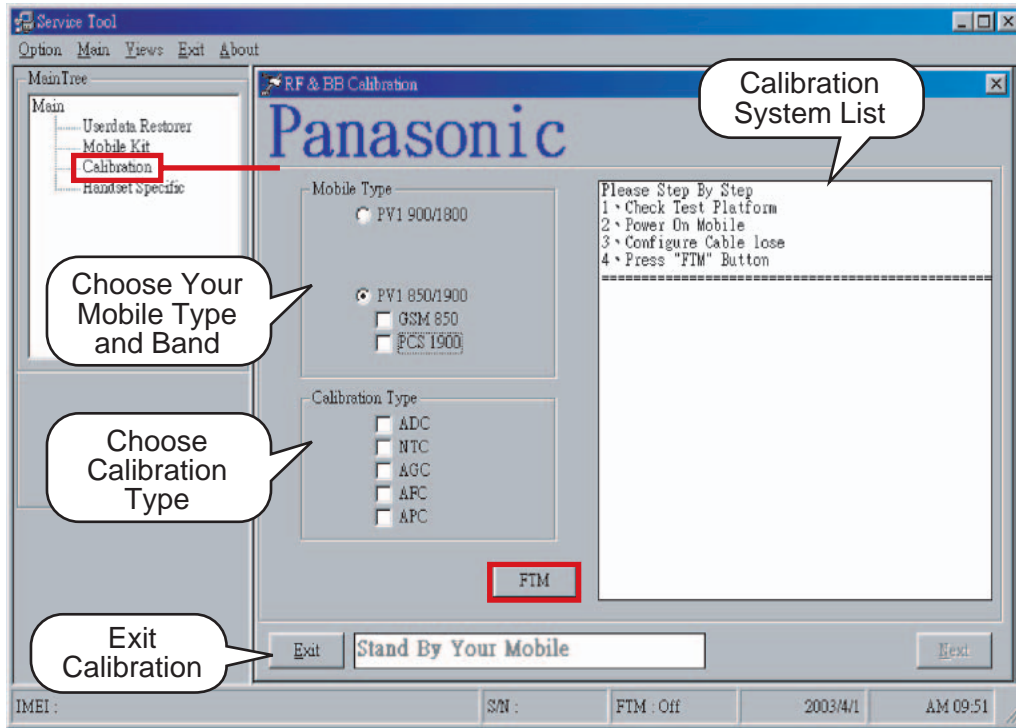 Service Tool
Option Main Views Exit About
MainTree
Main
Userdata Restorer
Mobile Kit
Calibration
Handset Specific
RF & BB Calibration
Panasonic
Calibration
System List
Mobile Type
PV1 900/1800
PV1 850/1900
GSM 850
PCS 1900
Choose Your
Mobile Type
and Band
Calibration Type
ADC
NTC
AGC
AFC
APC
Choose
Calibration
Type
Please Step By Step
1、Check Test Platform
2、Power On Mobile
3、Configure Cable lose
4、Press "FTM" Button
==================================================
FTM
Exit
Calibration
Exit
Stand By Your Mobile
Next
IMEI :
S/N :
FTM : Off
2003/4/1
AM 09:51